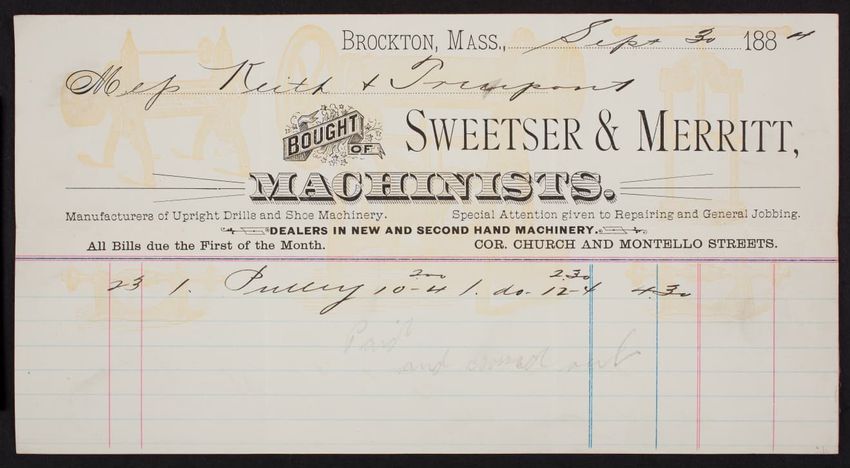 BROCKTON, MASS., Sept 30 1884
Mess Keith &
BOUGHT OF SWEETSER & MERRITT,
MACHINISTS.
Manufacturers of Upright Drills and Shoe Machinery. Special Attention given to Repairing and General Jobbing.
DEALERS IN NEW AND SECOND HAND MACHINERY.
All Bills due the First of the Month. COR. CHURCH AND MONTELLO STREETS.
2.00 2.30
23 1. Pulley 10-4 1. do. 12-4 4.30
Paid
and out